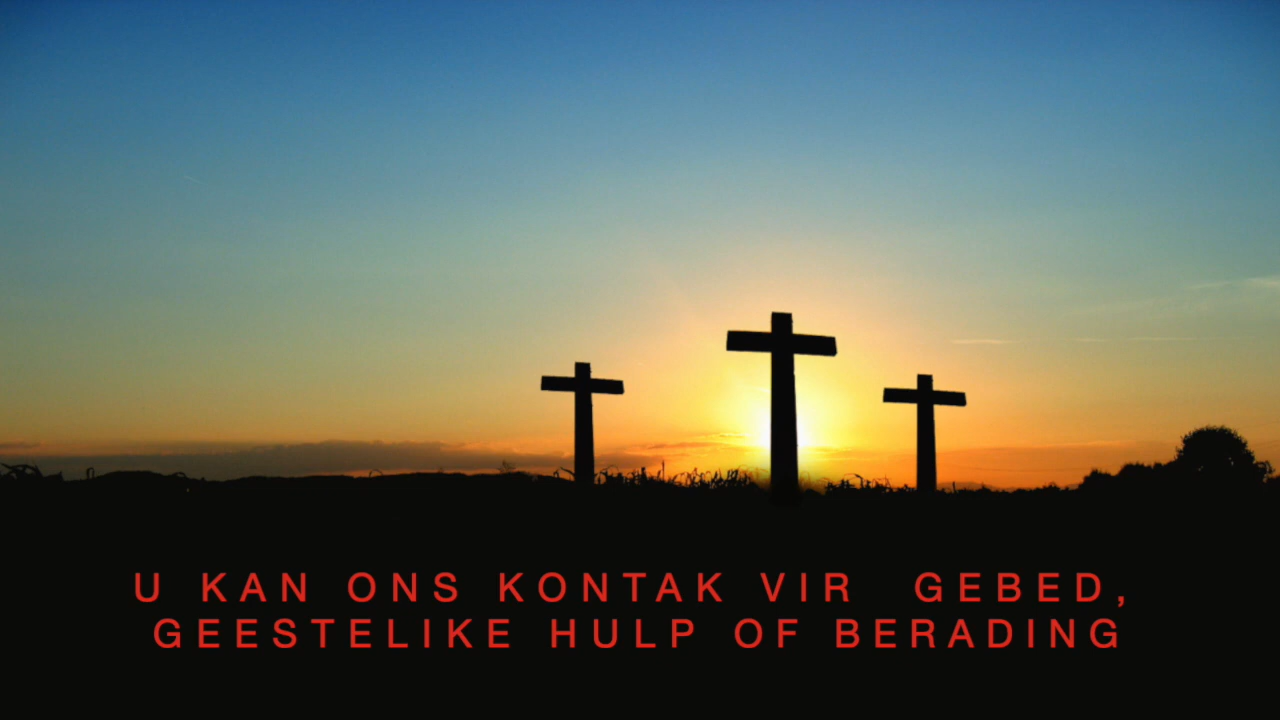 U KAN ONS KONTAK VIR GEBED,
GEESTELIKE HULP OF BERADING